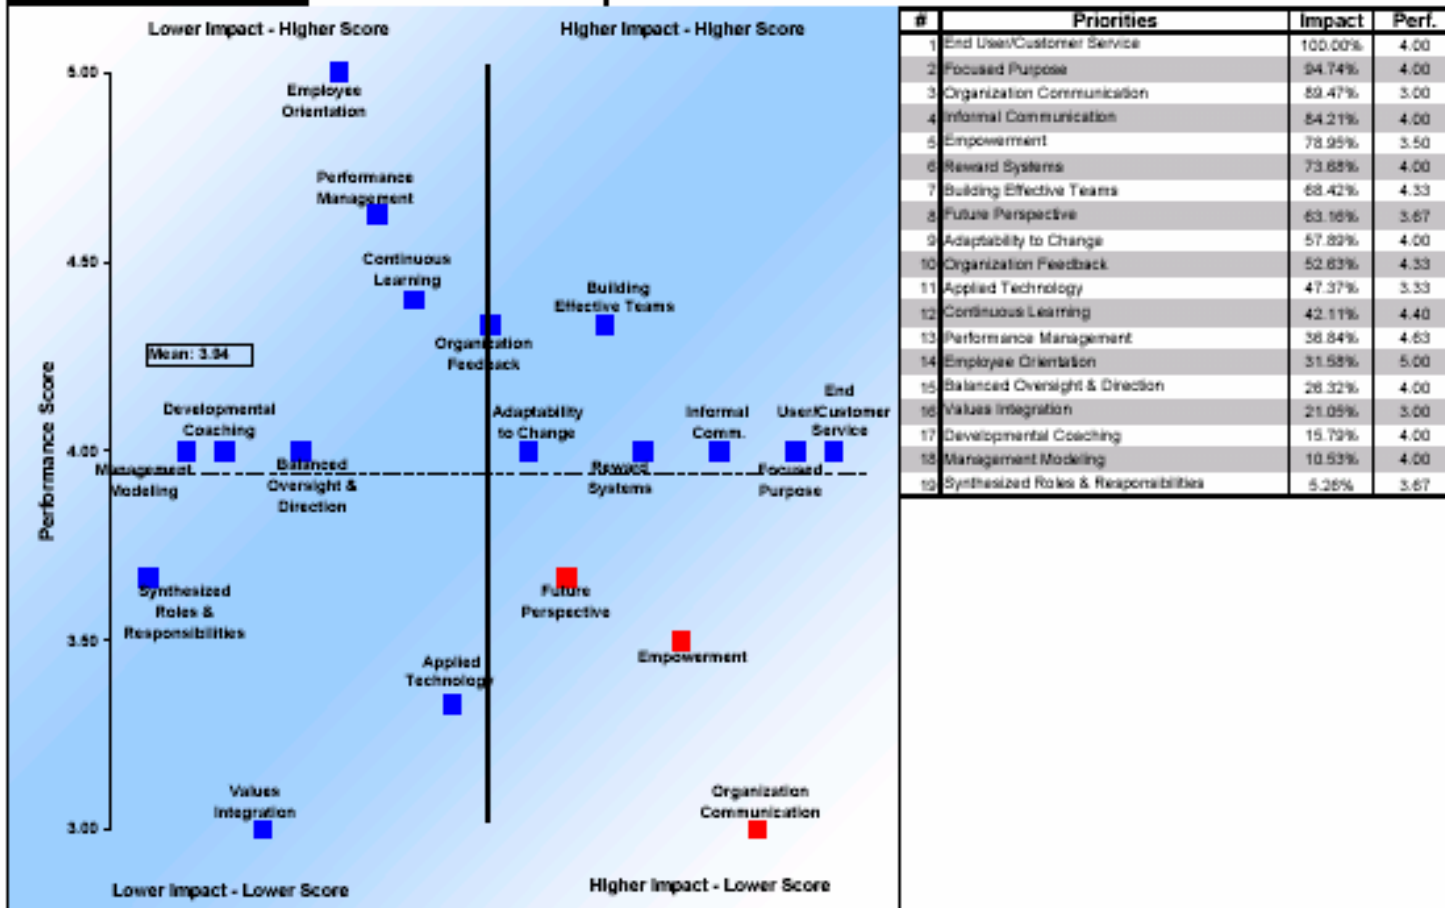 Lower Impact - Higher Score
Higher Impact - Higher Score
5.00
Employee
Orientation
Performance
Management
4.50
Continuous
Learning
Building
Effective Teams
Organization
Feedback
Mean: 3.94
Performance Score
Developmental
Coaching
Adaptability
to Change
Informal
Comm.
End
User/Customer
Service
4.00
Management
Modeling
Balanced
Oversight &
Direction
Reward
Systems
Focused
Purpose
Synthesized
Roles &
Responsibilities
Future
Perspective
3.50
Empowerment
Applied
Technology
Values
Integration
Organization
Communication
3.00
Lower Impact - Lower Score
Higher Impact - Lower Score
# Priorities Impact Perf.
1 End User/Customer Service 100.00% 4.00
2 Focused Purpose 94.74% 4.00
3 Organization Communication 89.47% 3.00
4 Informal Communication 84.21% 4.00
5 Empowerment 78.95% 3.50
6 Reward Systems 73.68% 4.00
7 Building Effective Teams 68.42% 4.33
8 Future Perspective 63.16% 3.67
9 Adaptability to Change 57.89% 4.00
10 Organization Feedback 52.63% 4.33
11 Applied Technology 47.37% 3.33
12 Continuous Learning 42.11% 4.40
13 Performance Management 36.84% 4.63
14 Employee Orientation 31.58% 5.00
15 Balanced Oversight & Direction 26.32% 4.00
16 Values Integration 21.05% 3.00
17 Developmental Coaching 15.79% 4.00
18 Management Modeling 10.53% 4.00
19 Synthesized Roles & Responsibilities 5.26% 3.67